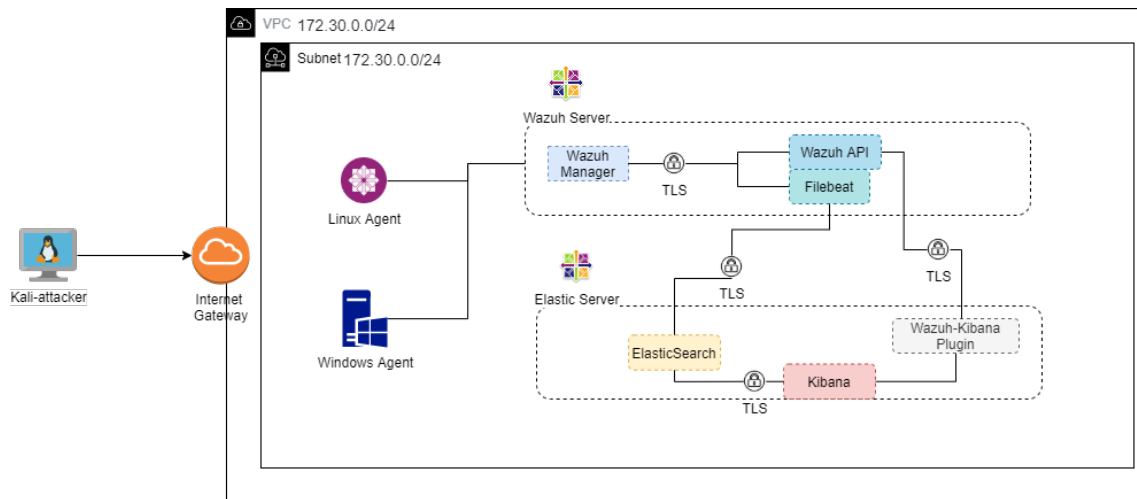 VPC 172.30.0.0/24
Subnet 172.30.0.0/24
Wazuh Server
Wazuh
Manager
TLS
Wazuh API
Filebeat
Linux Agent
Kali-attacker
Internet
Gateway
TLS
TLS
Elastic Server
Windows Agent
ElasticSearch
Wazuh-Kibana
Plugin
TLS
Kibana